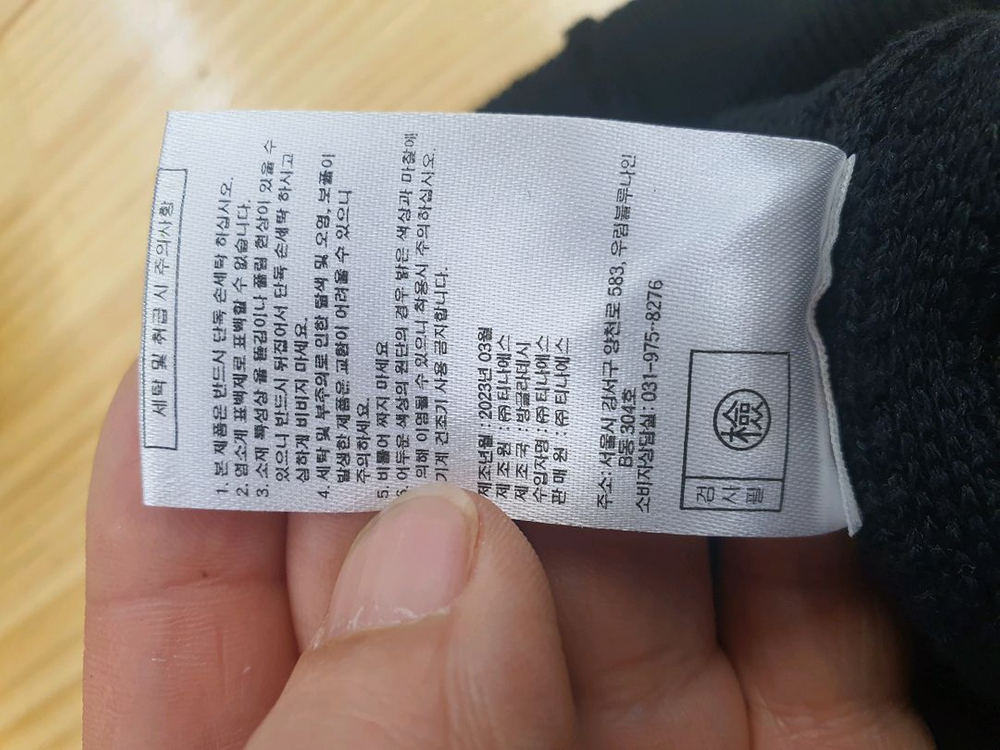 세탁 및 취급 시 주의사항
1. 본 제품은 반드시 단독 손세탁 하십시오.
2. 염소계 표백제로 표백할 수 없습니다.
3. 소재 특성상 올 뜯김이나 풀림 현상이 있을 수
있으니 반드시 뒤집어서 단독 손세탁 하시고
심하게 비비지 마세요.
4. 세탁 및 부주의로 인한 탈색 및 오염, 보풀이
발생한 제품은 교환이 어려울 수 있으니
주의하세요.
5. 비틀어 짜지 마세요
6. 어두운 색상의 원단의 경우 밝은 색상과 마찰에
의해 이염될 수 있으니 착용시 주의하십시오.
기계 건조기 사용 금지합니다.
제조년월 : 2023년 03월
제 조 원 : ㈜티나에스
제 조 국 : 방글라데시
수입자명 : ㈜티나에스
판 매 원 : ㈜티나에스
주소: 서울시 강서구 양천로 583, 우림블루나인
B동 304호
소비자상담실: 031-975-8276
검사필
檢